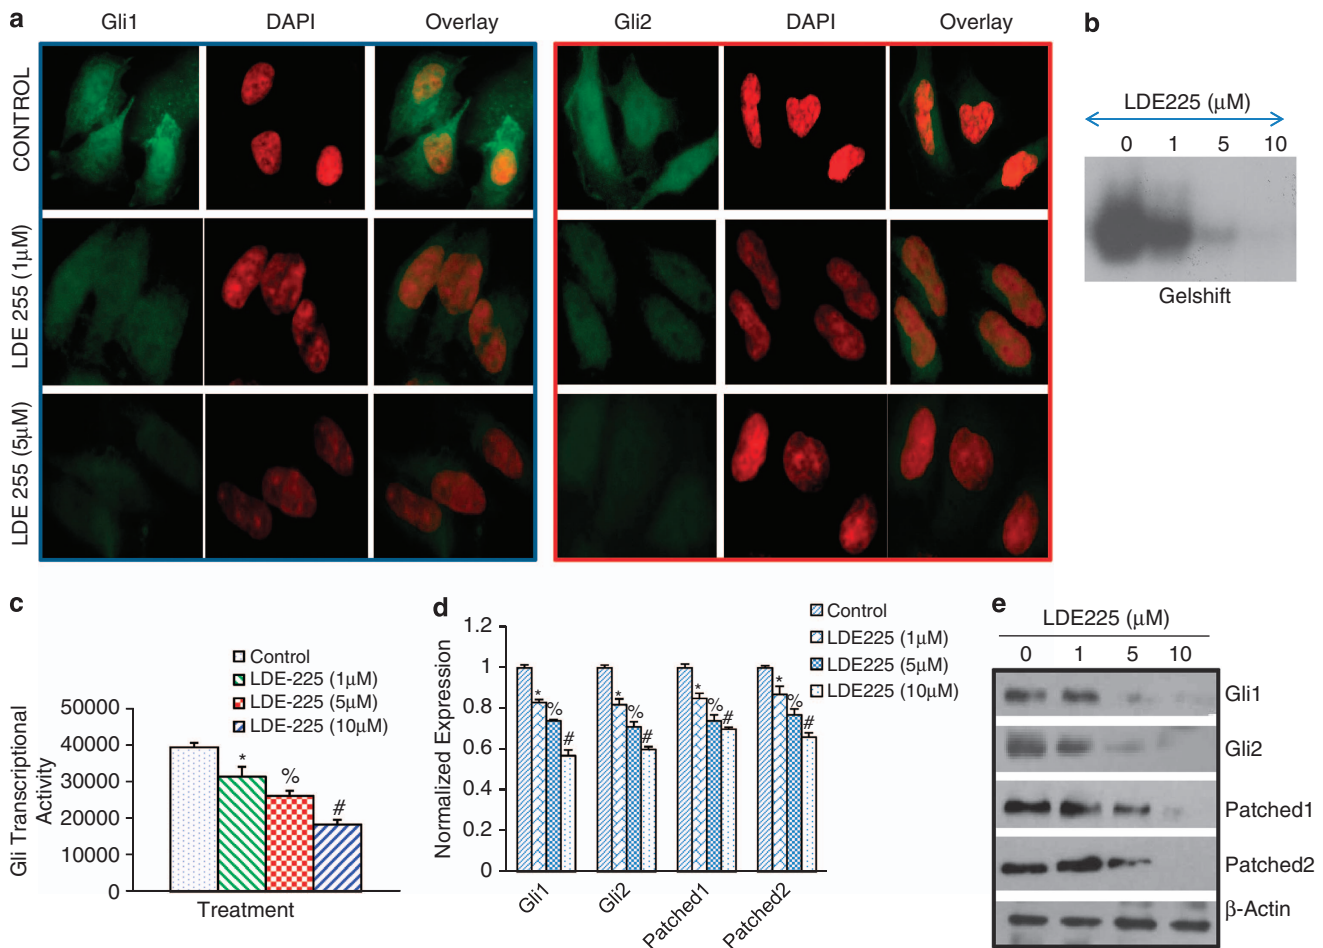 a
Gli1 DAPI Overlay Gli2 DAPI Overlay
CONTROL
LDE 255 (1µM)
LDE 255 (5µM)
b
LDE225 (µM)
0 1 5 10
Gelshift
c
Control
LDE-225 (1µM)
LDE-225 (5µM)
LDE-225 (10µM)
Gli Transcriptional
Activity
50000
40000
30000
20000
10000
0
* % #
Treatment
d
Control
LDE225 (1µM)
LDE225 (5µM)
LDE225 (10µM)
Normalized Expression
1.2
1
0.8
0.6
0.4
0.2
0
* % # * % # * % # * % #
Gli1 Gli2 Patched1 Patched2
e
LDE225 (µM)
0 1 5 10
Gli1
Gli2
Patched1
Patched2
β-Actin